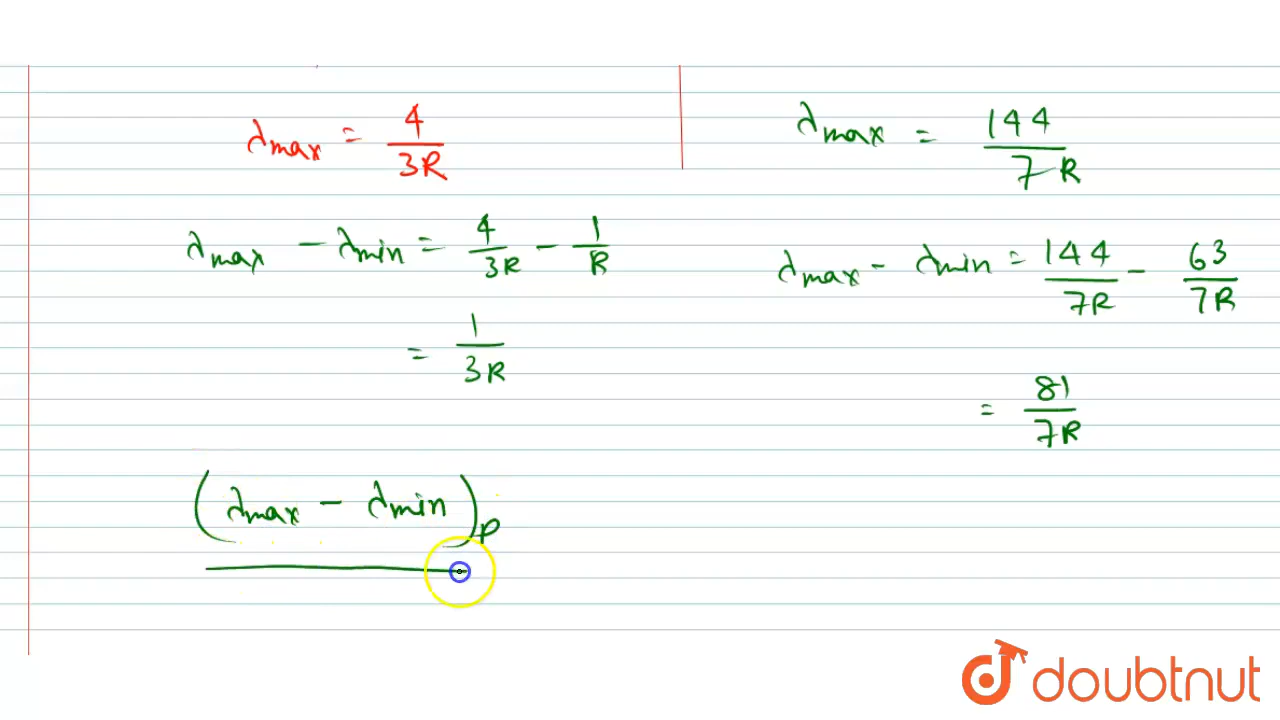 λmax = 4/3R
λmax - λmin = 4/3R - 1/R
= 1/3R
(λmax - λmin)p
λmax = 144/7R
λmax - λmin = 144/7R - 63/7R
= 81/7R
doubtnut